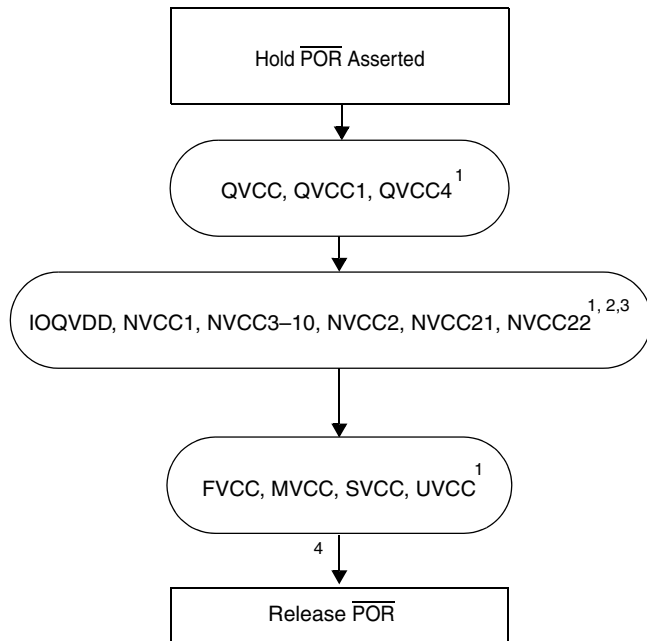 Hold POR Asserted
QVCC, QVCC1, QVCC4 1
IOQVDD, NVCC1, NVCC3–10, NVCC2, NVCC21, NVCC22 1, 2,3
FVCC, MVCC, SVCC, UVCC 1
4
Release POR